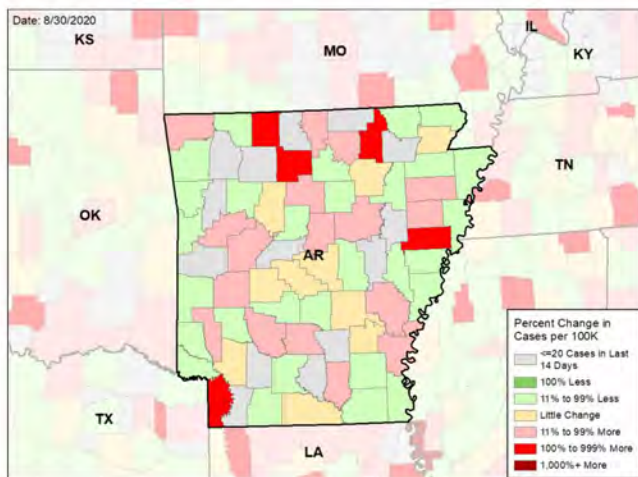 Date: 8/30/2020
KS
MO
IL
KY
OK
TN
AR
TX
LA
Percent Change in
Cases per 100K
<=20 Cases in Last
14 Days
100% Less
11% to 99% Less
Little Change
11% to 99% More
100% to 999% More
1,000%+ More